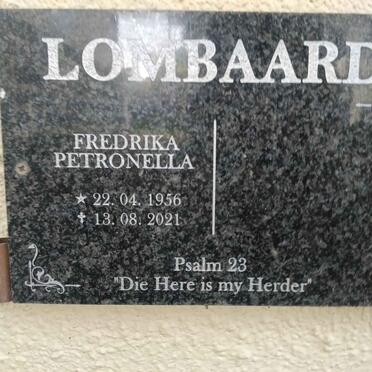 LOMBAARD
FREDRIKA
PETRONELLA
★ 22. 04. 1956
✝ 13. 08. 2021
Psalm 23
"Die Here is my Herder"